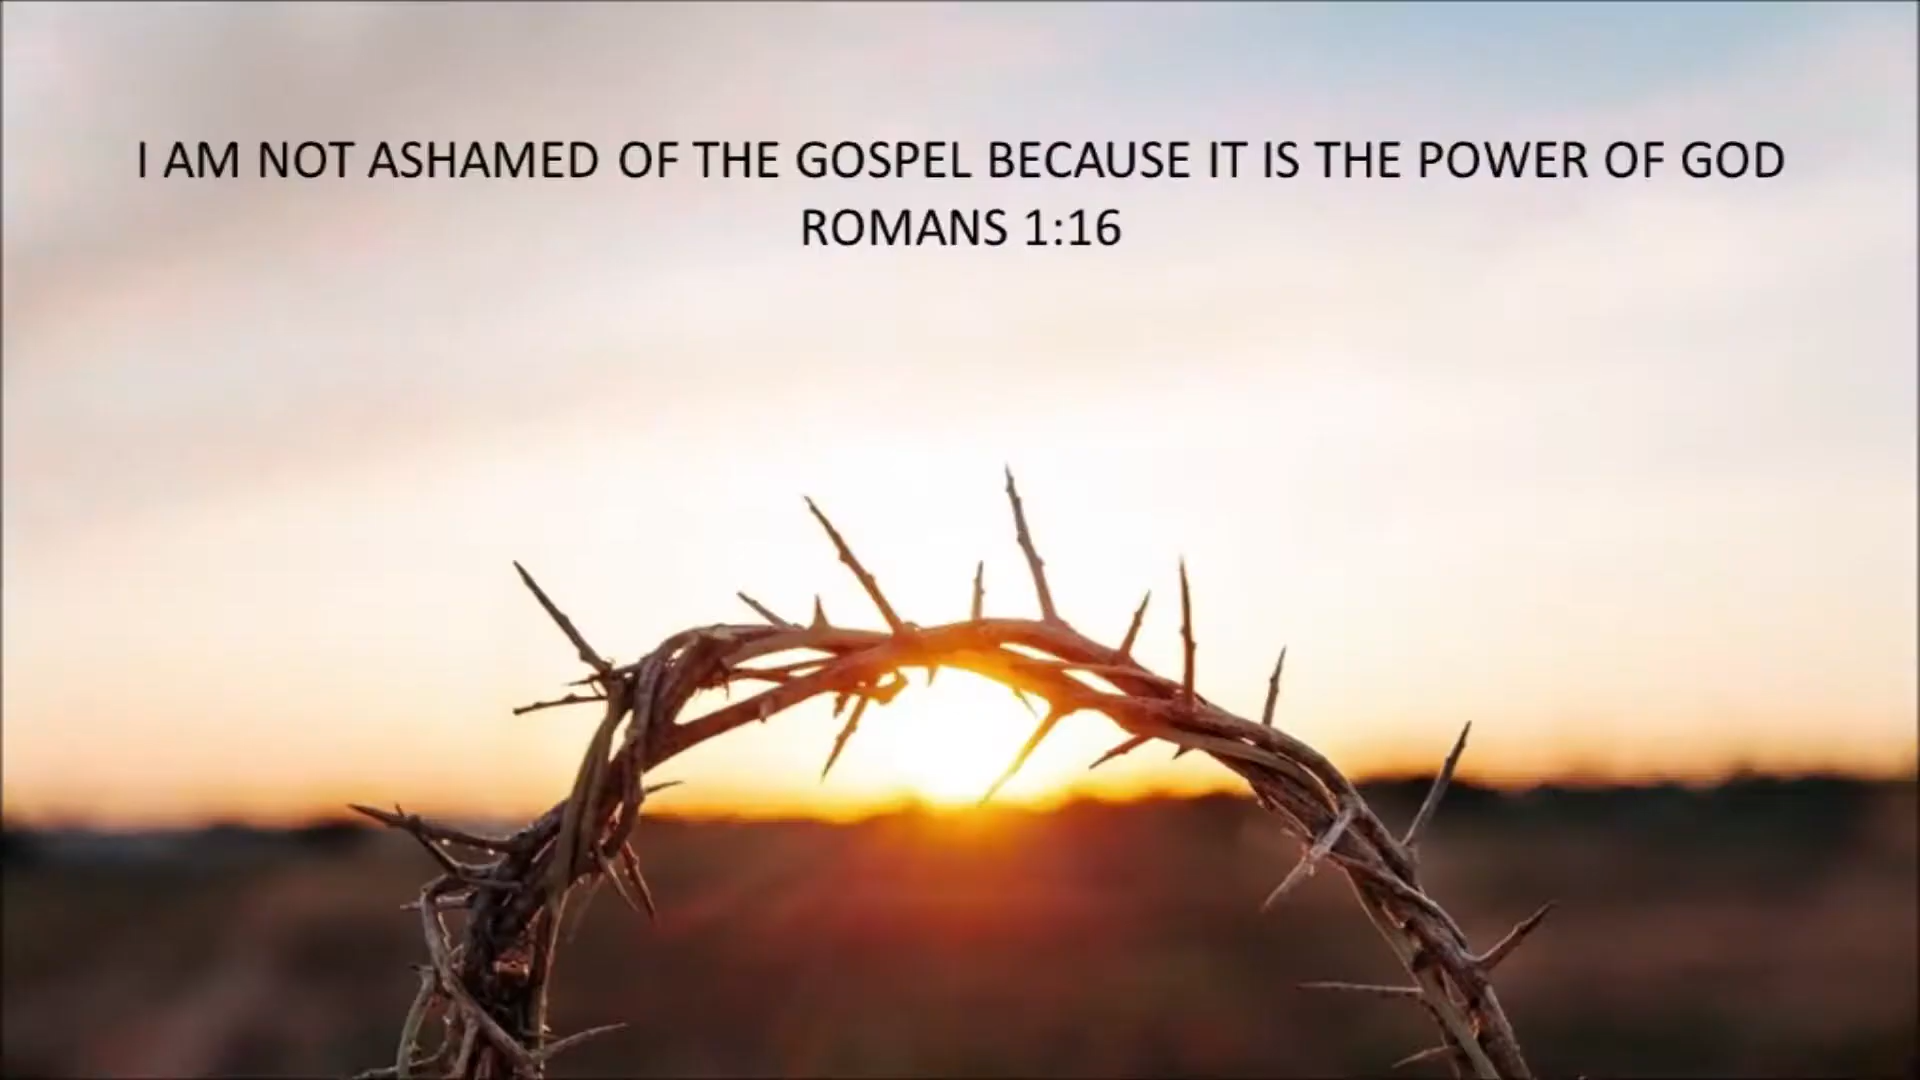 I AM NOT ASHAMED OF THE GOSPEL BECAUSE IT IS THE POWER OF GOD
ROMANS 1:16